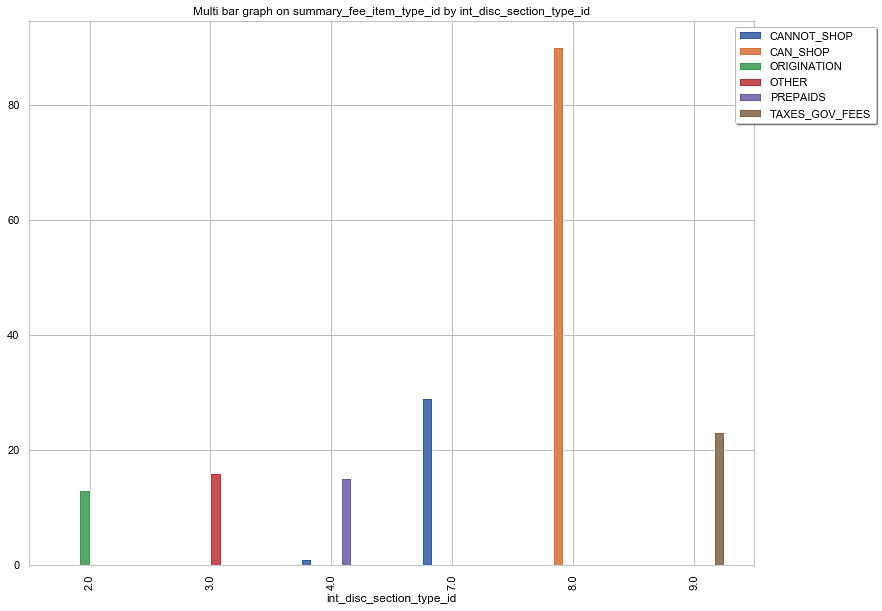 Multi bar graph on summary_fee_item_type_id by int_disc_section_type_id
CANNOT_SHOP
CAN_SHOP
ORIGINATION
OTHER
PREPAIDS
TAXES_GOV_FEES
80
60
40
20
0
2.0
3.0
4.0
7.0
8.0
9.0
int_disc_section_type_id